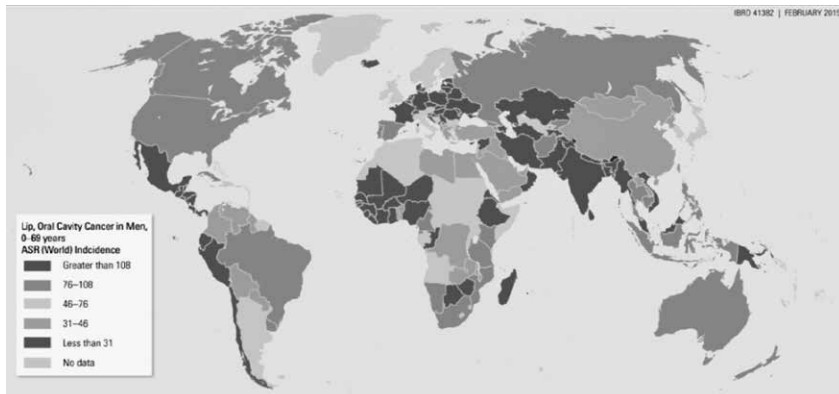 IBRD 41382 | FEBRUARY 2015
Lip, Oral Cavity Cancer in Men,
0–69 years
ASR (World) Indcidence
Greater than 108
76–108
46–76
31–46
Less than 31
No data